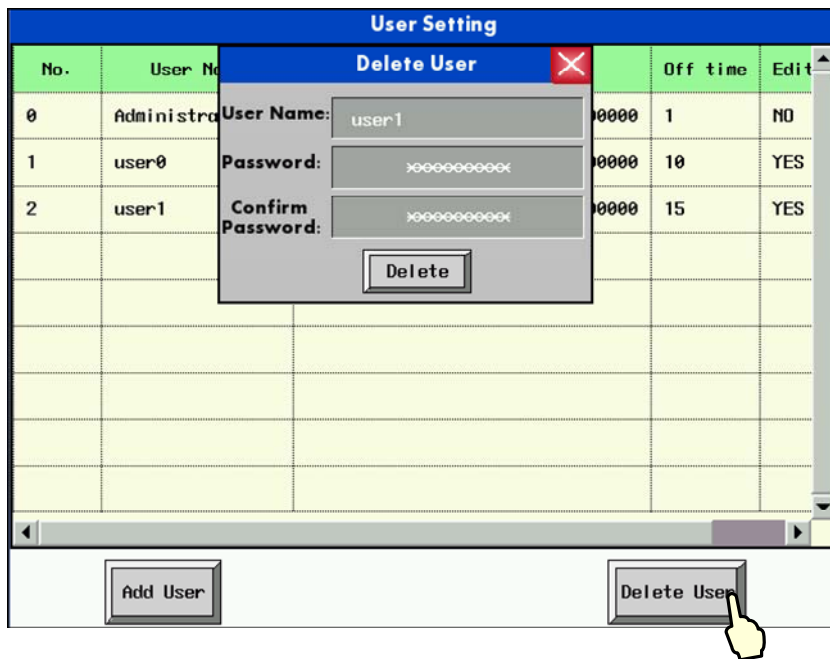 User Setting
No. User No Off time Edit
Delete User
0 Administra 00000 1 NO
User Name: user1
1 user0 00000 10 YES
Password: ××××××××××
2 user1 00000 15 YES
Confirm
Password: ××××××××××
Delete
Add User Delete User